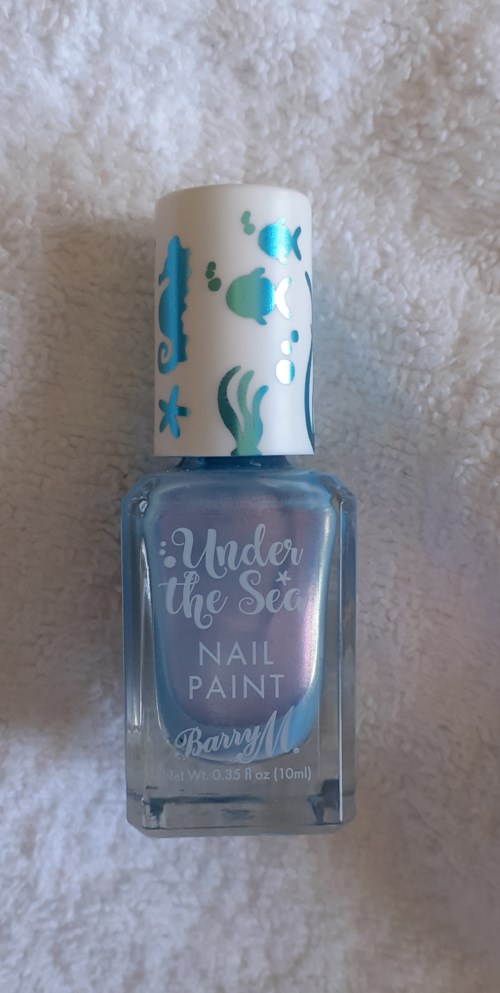 Under
the Sea
NAIL
PAINT
Barry M.
Net Wt. 0.35 fl oz (10ml)